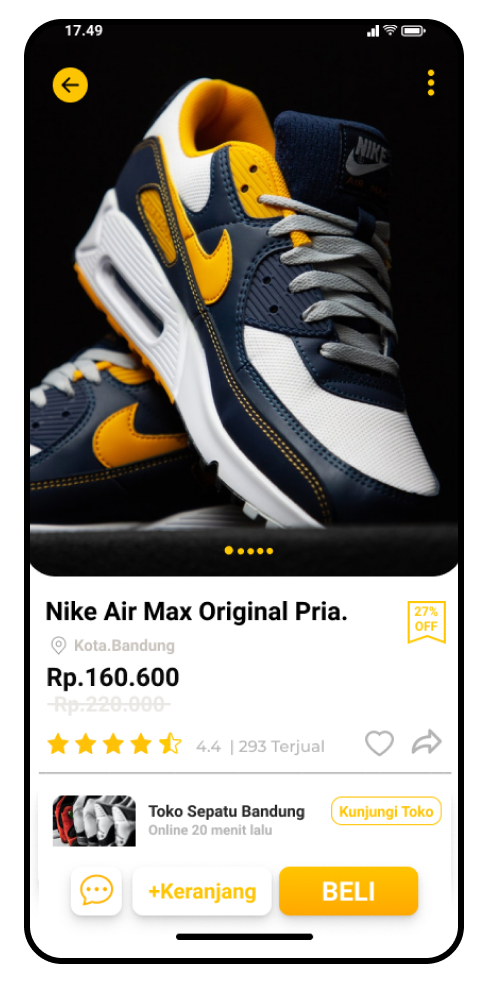 17.49
NIKE
Nike Air Max Original Pria.
27%
OFF
Kota.Bandung
Rp.160.600
Rp.220.000
4.4 | 293 Terjual
Toko Sepatu Bandung
Kunjungi Toko
Online 20 menit lalu
+Keranjang
BELI